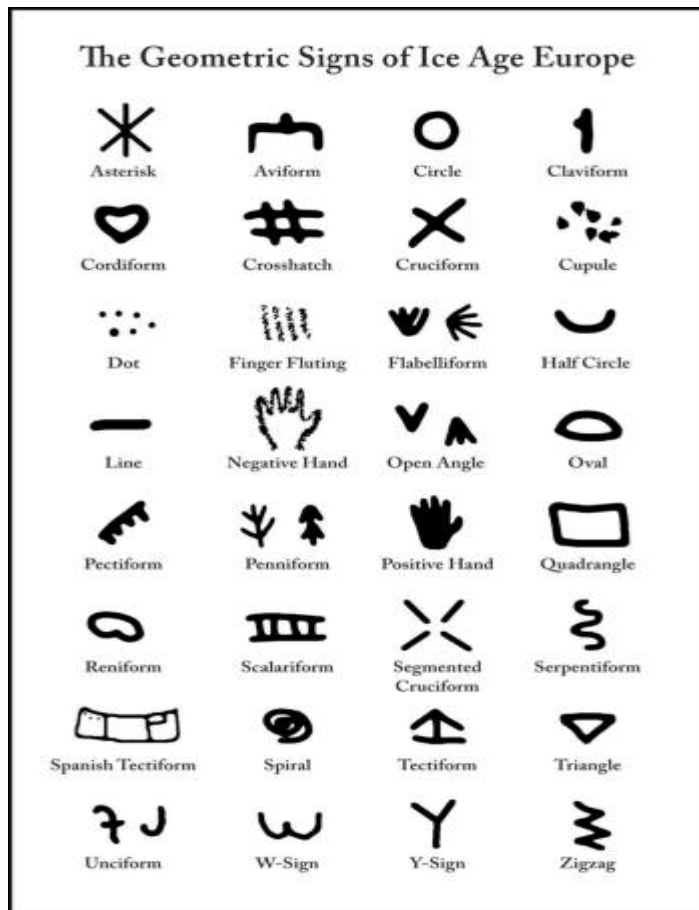 The Geometric Signs of Ice Age Europe
Asterisk Aviform Circle Claviform
Cordiform Crosshatch Cruciform Cupule
Dot Finger Fluting Flabelliform Half Circle
Line Negative Hand Open Angle Oval
Pectiform Penniform Positive Hand Quadrangle
Reniform Scalariform Segmented Cruciform Serpentiform
Spanish Tectiform Spiral Tectiform Triangle
Unciform W-Sign Y-Sign Zigzag